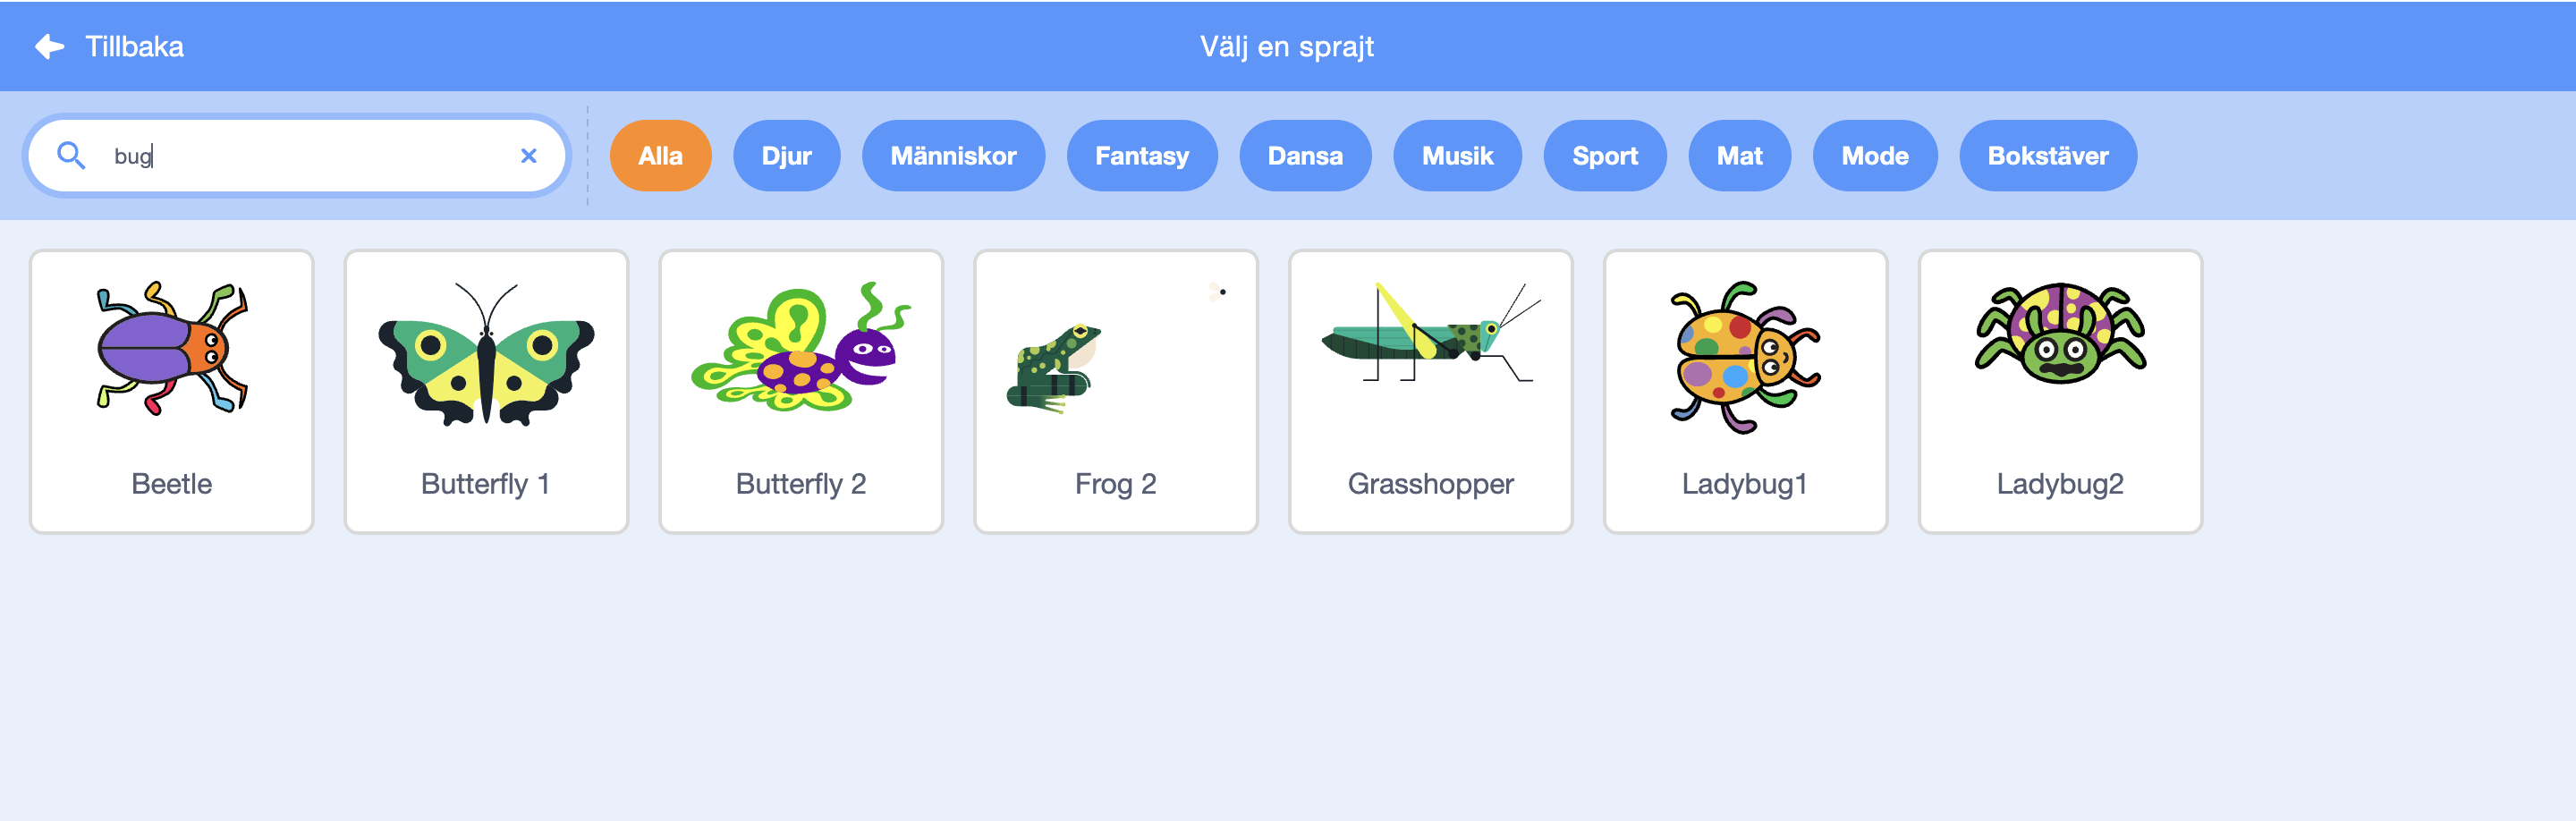 Tillbaka
Välj en sprajt
bug
Alla
Djur
Människor
Fantasy
Dansa
Musik
Sport
Mat
Mode
Bokstäver
Beetle
Butterfly 1
Butterfly 2
Frog 2
Grasshopper
Ladybug1
Ladybug2